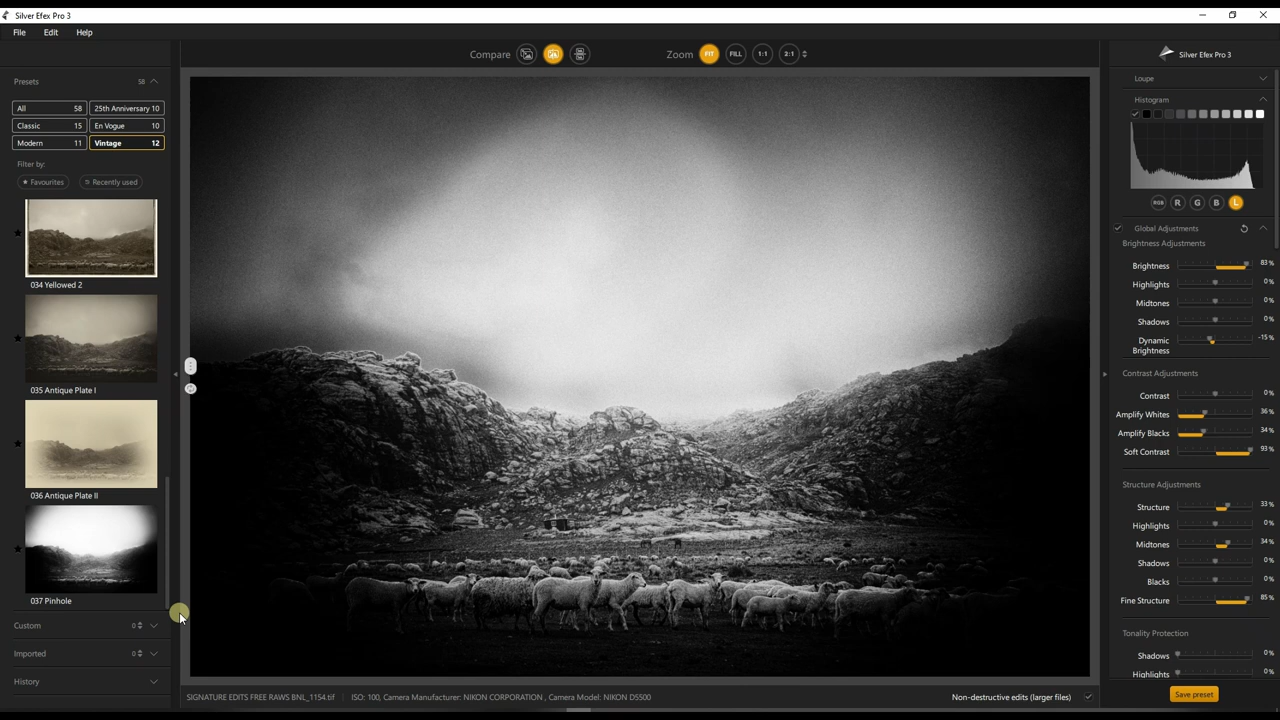 Silver Efex Pro 3
File Edit Help
Compare
Zoom FIT FILL 1:1 2:1
Silver Efex Pro 3
Presets 58
All 58
25th Anniversary 10
Classic 15
En Vogue 10
Modern 11
Vintage 12
Filter by:
Favourites
Recently used
034 Yellowed 2
035 Antique Plate I
036 Antique Plate II
037 Pinhole
Custom 0
Imported 0
History
SIGNATURE EDITS FREE RAWS BNL_1154.tif | ISO: 100, Camera Manufacturer: NIKON CORPORATION , Camera Model: NIKON D5500
Non-destructive edits (larger files)
Loupe
Histogram
RGB R G B L
Global Adjustments
Brightness Adjustments
Brightness 83 %
Highlights 0 %
Midtones 0 %
Shadows 0 %
Dynamic Brightness -15 %
Contrast Adjustments
Contrast 0 %
Amplify Whites 36 %
Amplify Blacks 34 %
Soft Contrast 93 %
Structure Adjustments
Structure 33 %
Highlights 0 %
Midtones 34 %
Shadows 0 %
Blacks 0 %
Fine Structure 85 %
Tonality Protection
Shadows 0 %
Highlights 0 %
Save preset